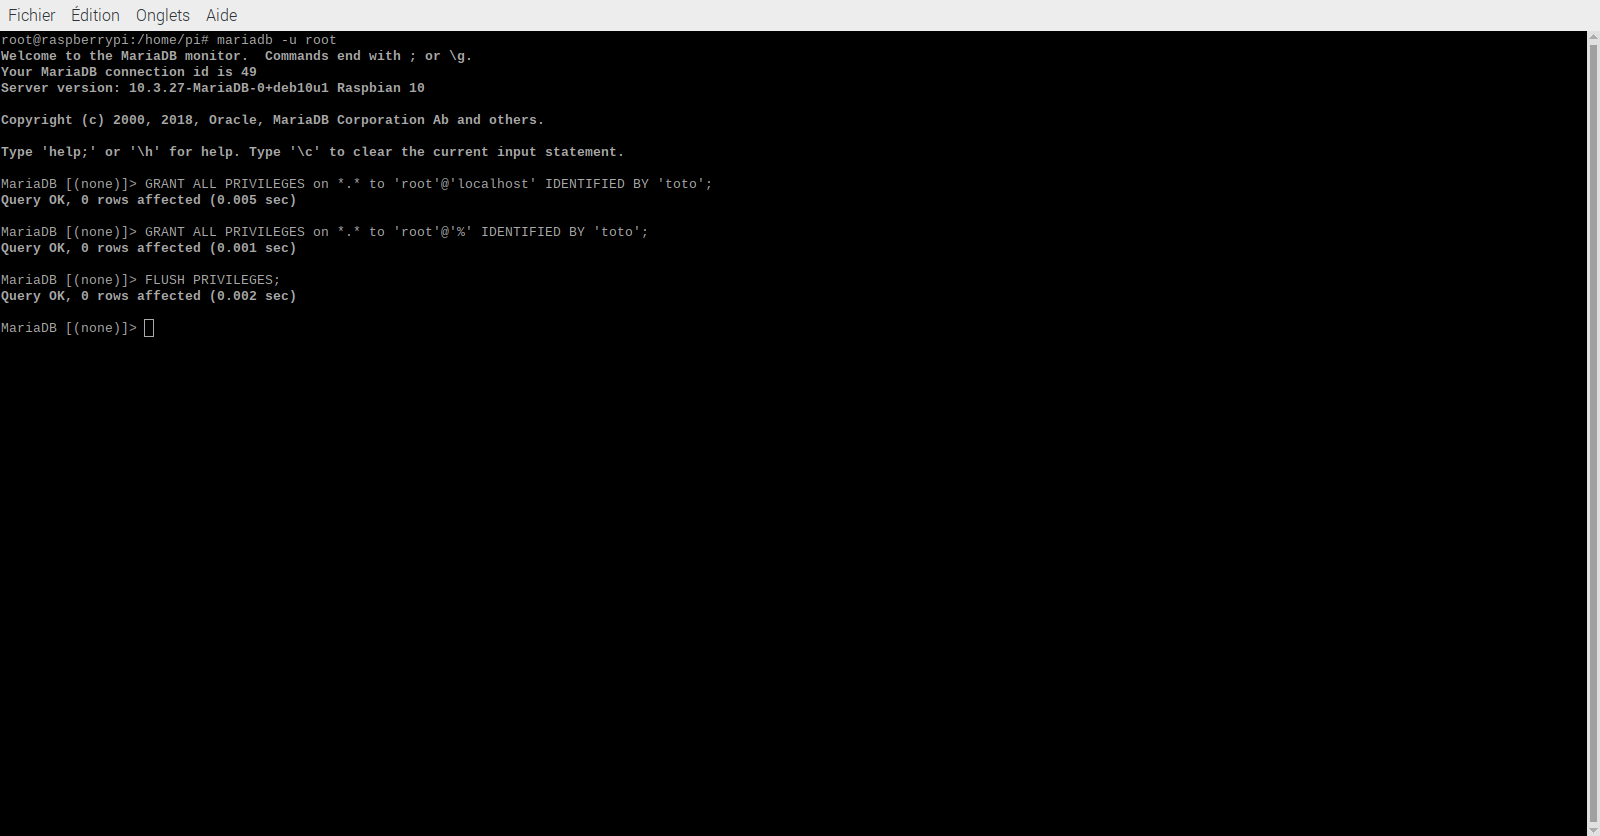 Fichier Édition Onglets Aide
root@raspberrypi:/home/pi# mariadb -u root
Welcome to the MariaDB monitor.  Commands end with ; or \g.
Your MariaDB connection id is 49
Server version: 10.3.27-MariaDB-0+deb10u1 Raspbian 10
Copyright (c) 2000, 2018, Oracle, MariaDB Corporation Ab and others.
Type 'help;' or '\h' for help. Type '\c' to clear the current input statement.
MariaDB [(none)]> GRANT ALL PRIVILEGES on *.* to 'root'@'localhost' IDENTIFIED BY 'toto';
Query OK, 0 rows affected (0.005 sec)
MariaDB [(none)]> GRANT ALL PRIVILEGES on *.* to 'root'@'%' IDENTIFIED BY 'toto';
Query OK, 0 rows affected (0.001 sec)
MariaDB [(none)]> FLUSH PRIVILEGES;
Query OK, 0 rows affected (0.002 sec)
MariaDB [(none)]>